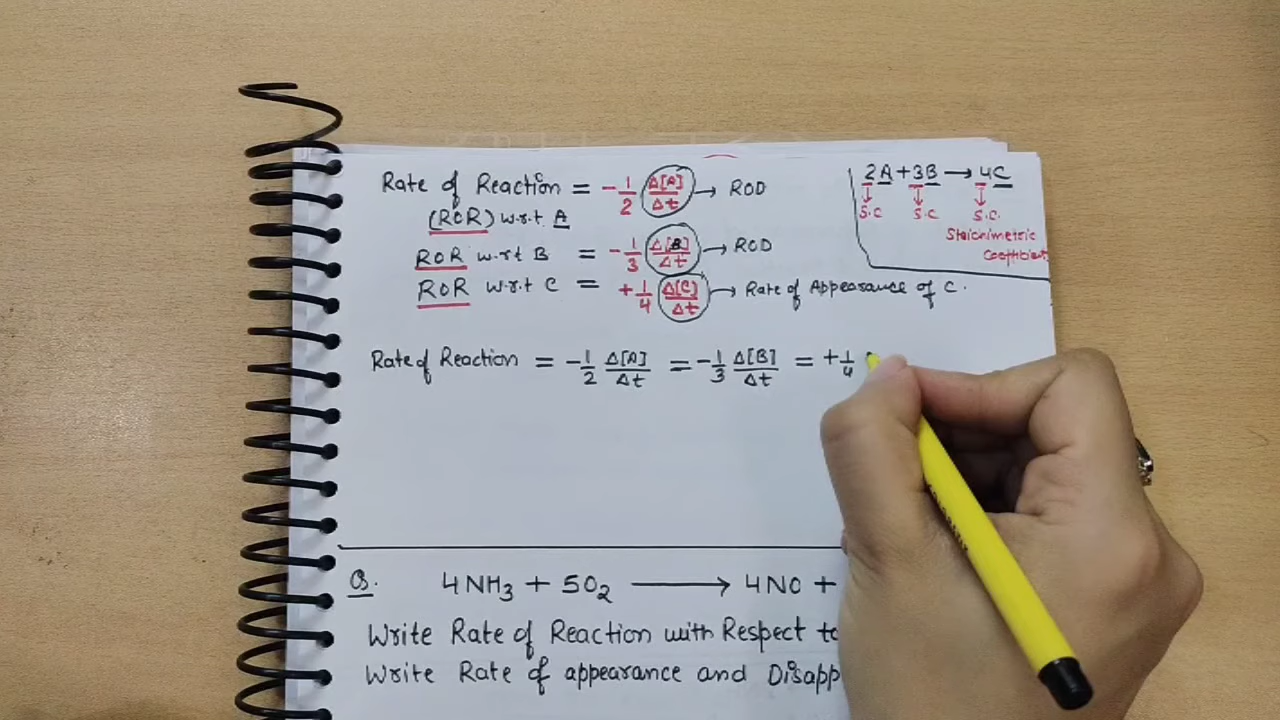 Rate of Reaction = -1/2 Δ[A]/Δt → ROD
(ROR) w.r.t. A
ROR w.r.t B = -1/3 Δ[B]/Δt → ROD
ROR w.r.t C = +1/4 Δ[C]/Δt → Rate of Appearance of C.
2A + 3B → 4C
S.C S.C S.C.
Stoichimetric
Coefficient
Rate of Reaction = -1/2 Δ[A]/Δt = -1/3 Δ[B]/Δt = +1/4
Q. 4NH3 + 5O2 → 4NO +
Write Rate of Reaction with Respect to
Write Rate of appearance and Disapp